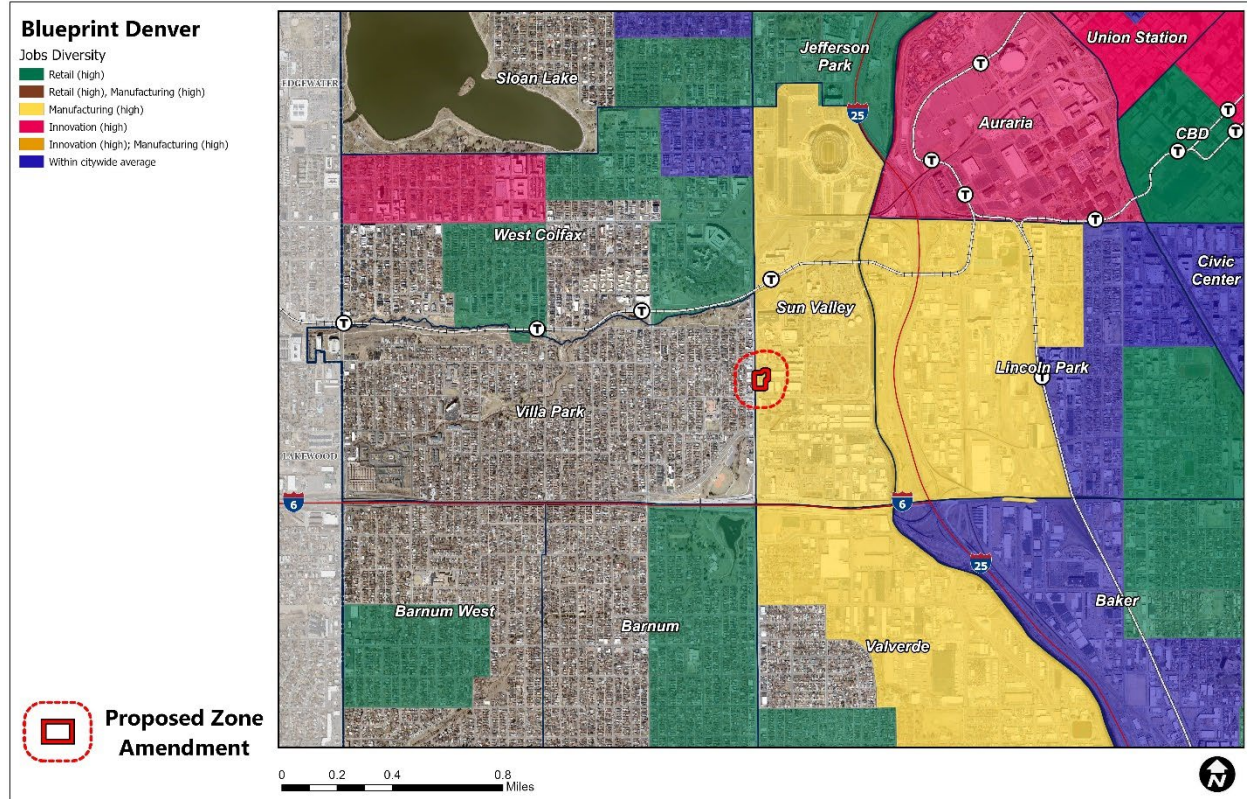 Blueprint Denver
Jobs Diversity
Retail (high)
Retail (high), Manufacturing (high)
Manufacturing (high)
Innovation (high)
Innovation (high); Manufacturing (high)
Within citywide average
EDGEWATER
Sloan Lake
Jefferson
Park
Union Station
25
Auraria
CBD
T
T
T
T
T
T
T
West Colfax
Civic
Center
T
Sun Valley
T
T
T
Lincoln Park
T
Villa Park
LAKEWOOD
6
6
25
Baker
Barnum West
Barnum
Valverde
Proposed Zone
Amendment
0 0.2 0.4 0.8
Miles
N